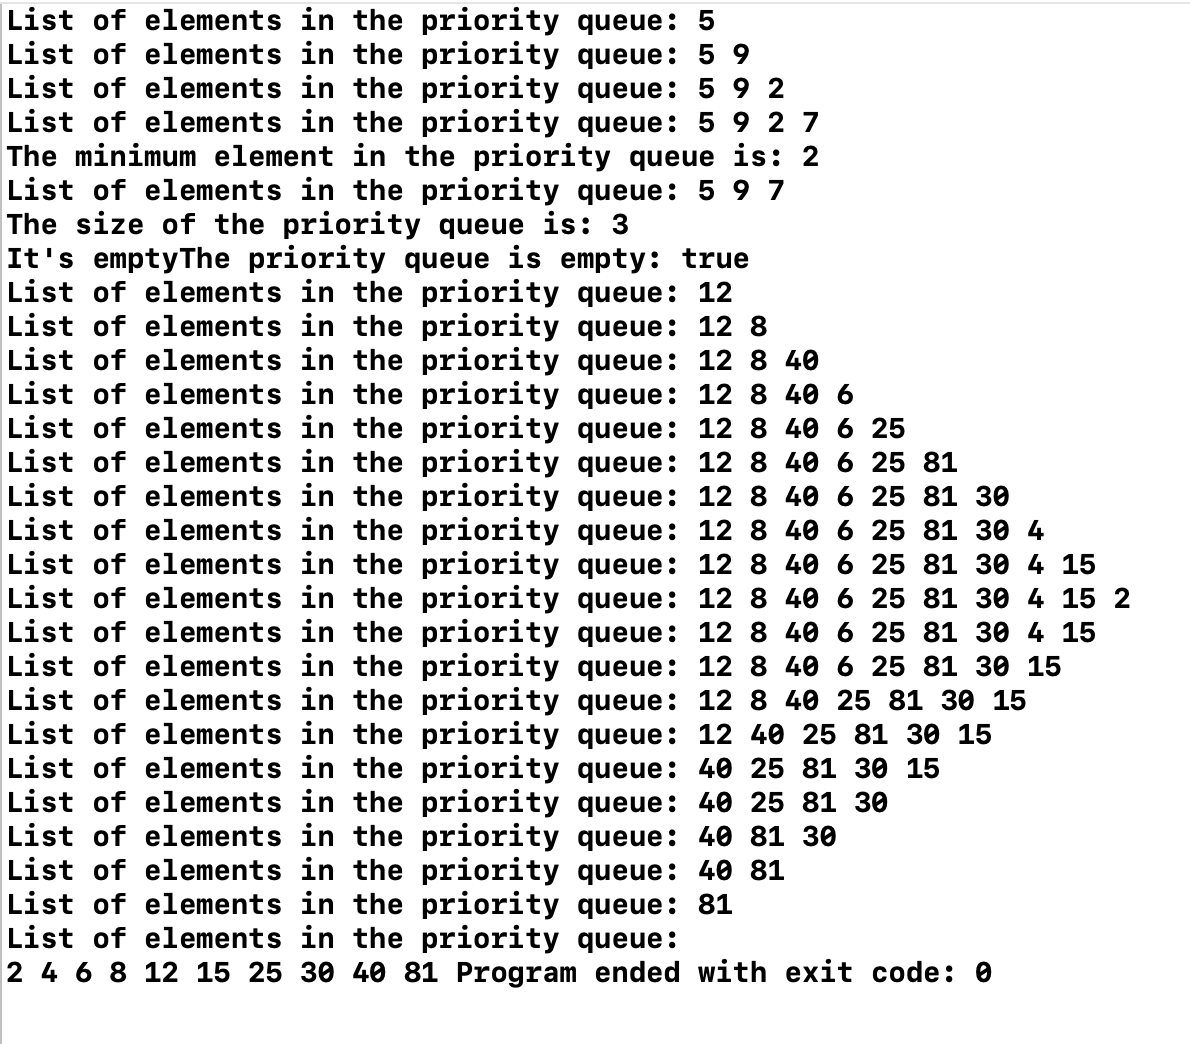 List of elements in the priority queue: 5
List of elements in the priority queue: 5 9
List of elements in the priority queue: 5 9 2
List of elements in the priority queue: 5 9 2 7
The minimum element in the priority queue is: 2
List of elements in the priority queue: 5 9 7
The size of the priority queue is: 3
It's emptyThe priority queue is empty: true
List of elements in the priority queue: 12
List of elements in the priority queue: 12 8
List of elements in the priority queue: 12 8 40
List of elements in the priority queue: 12 8 40 6
List of elements in the priority queue: 12 8 40 6 25
List of elements in the priority queue: 12 8 40 6 25 81
List of elements in the priority queue: 12 8 40 6 25 81 30
List of elements in the priority queue: 12 8 40 6 25 81 30 4
List of elements in the priority queue: 12 8 40 6 25 81 30 4 15
List of elements in the priority queue: 12 8 40 6 25 81 30 4 15 2
List of elements in the priority queue: 12 8 40 6 25 81 30 4 15
List of elements in the priority queue: 12 8 40 6 25 81 30 15
List of elements in the priority queue: 12 8 40 25 81 30 15
List of elements in the priority queue: 12 40 25 81 30 15
List of elements in the priority queue: 40 25 81 30 15
List of elements in the priority queue: 40 25 81 30
List of elements in the priority queue: 40 81 30
List of elements in the priority queue: 40 81
List of elements in the priority queue: 81
List of elements in the priority queue:
2 4 6 8 12 15 25 30 40 81 Program ended with exit code: 0